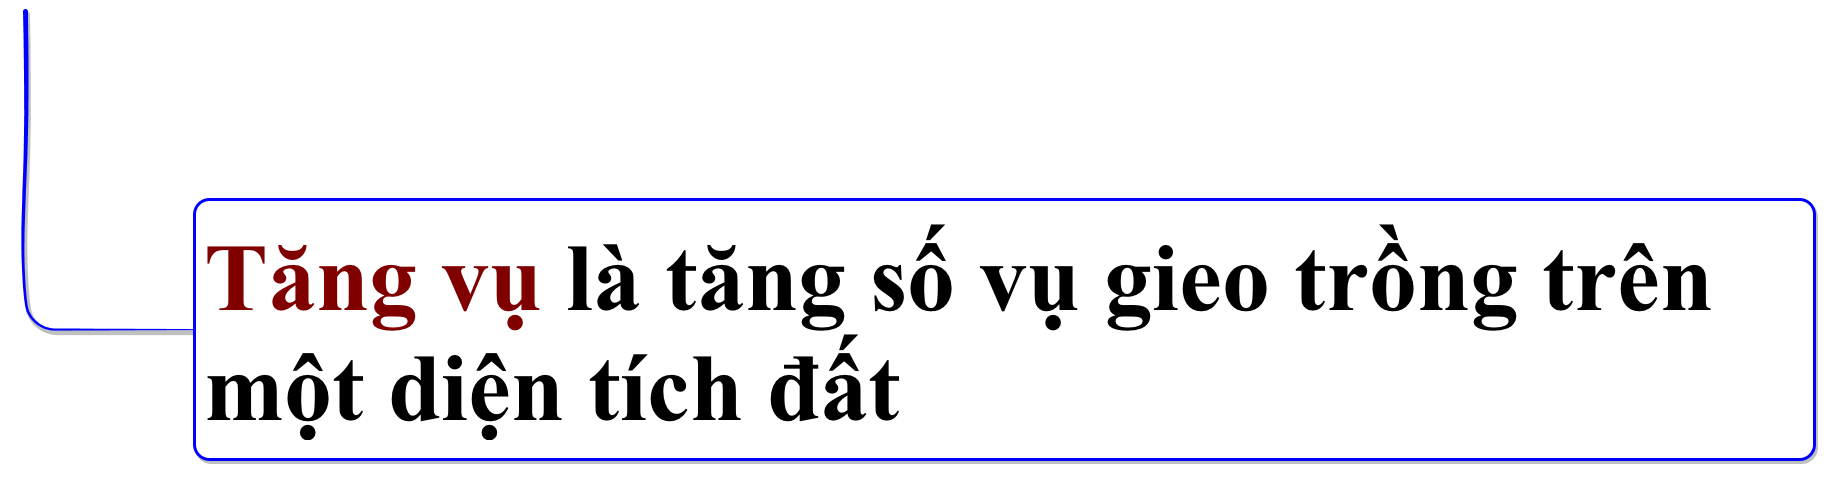 Tăng vụ là tăng số vụ gieo trồng trên
một diện tích đất